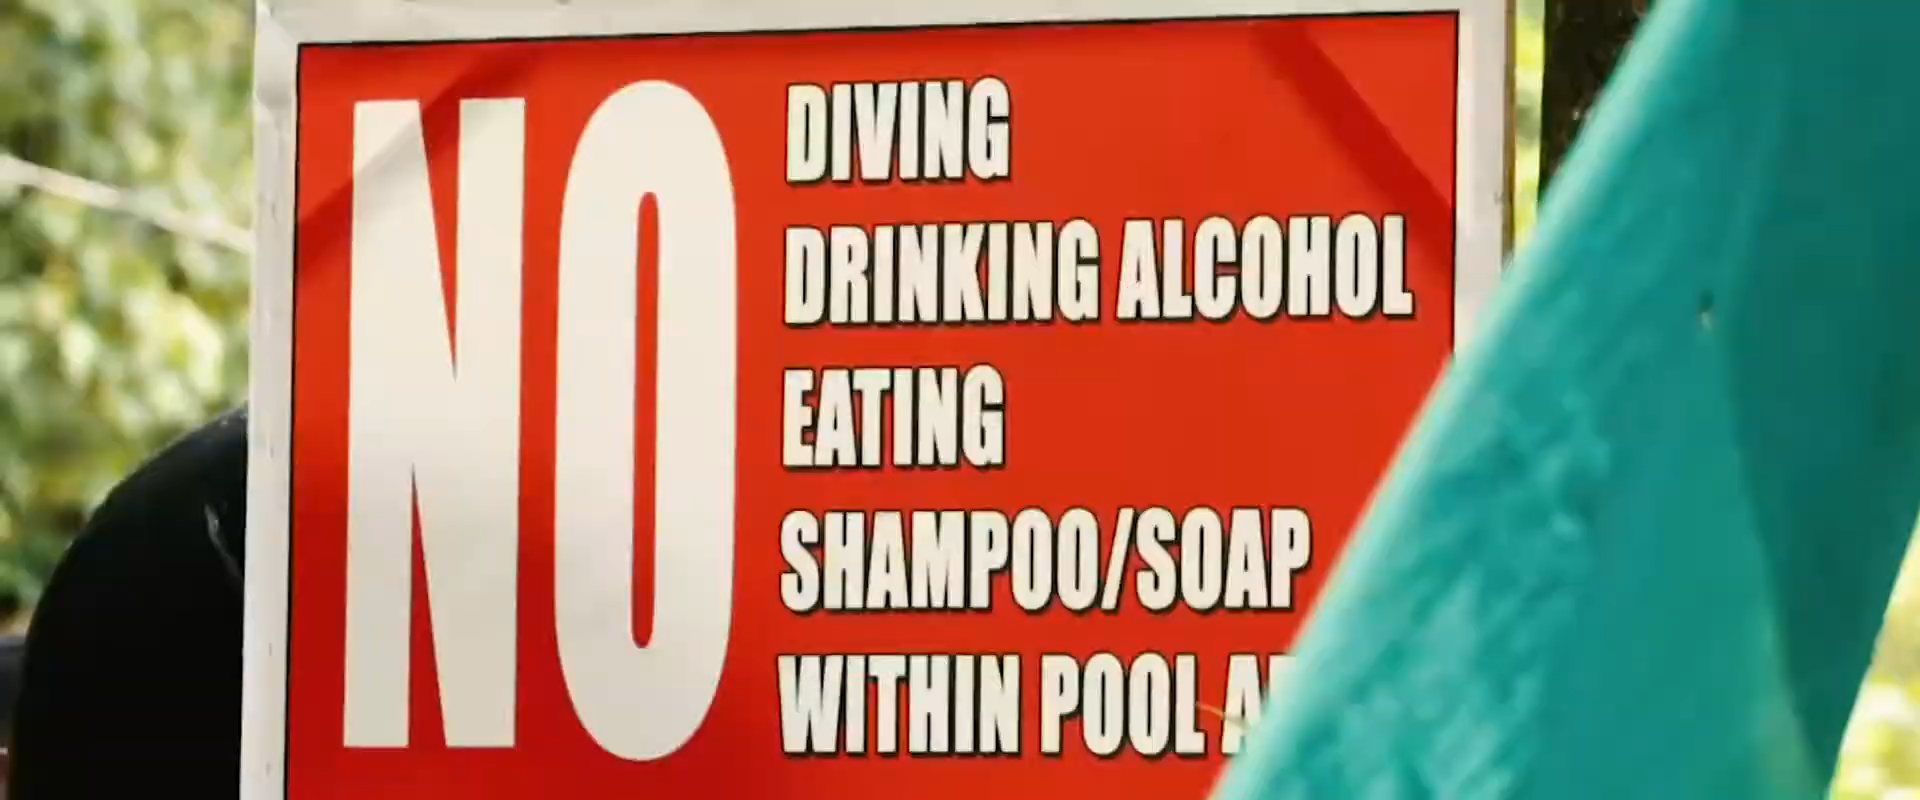 NO
DIVING
DRINKING ALCOHOL
EATING
SHAMPOO/SOAP
WITHIN POOL